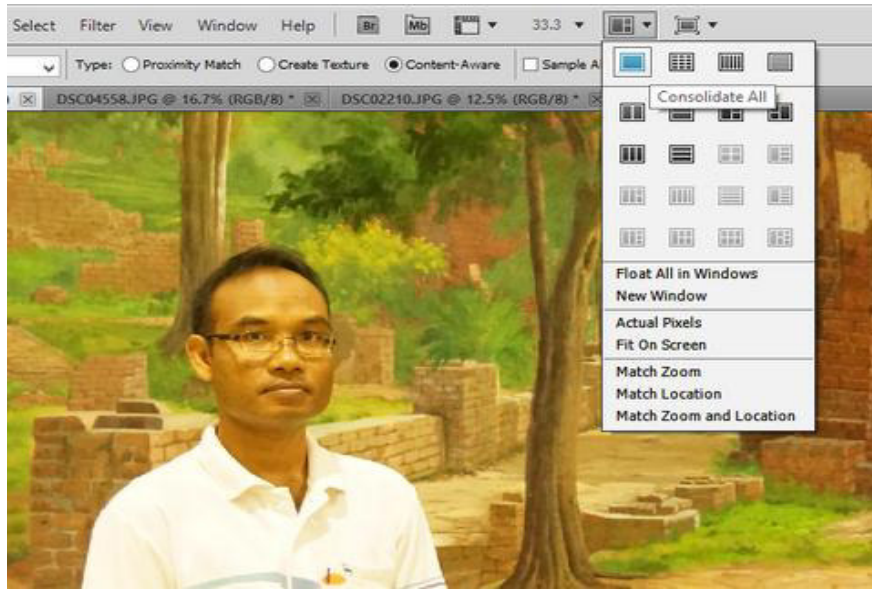 Select Filter View Window Help Br Mb 33.3
Type: Proximity Match Create Texture Content-Aware Sample A
DSC04558.JPG @ 16.7% (RGB/8) * DSC02210.JPG @ 12.5% (RGB/8) *
Consolidate All
Float All in Windows
New Window
Actual Pixels
Fit On Screen
Match Zoom
Match Location
Match Zoom and Location